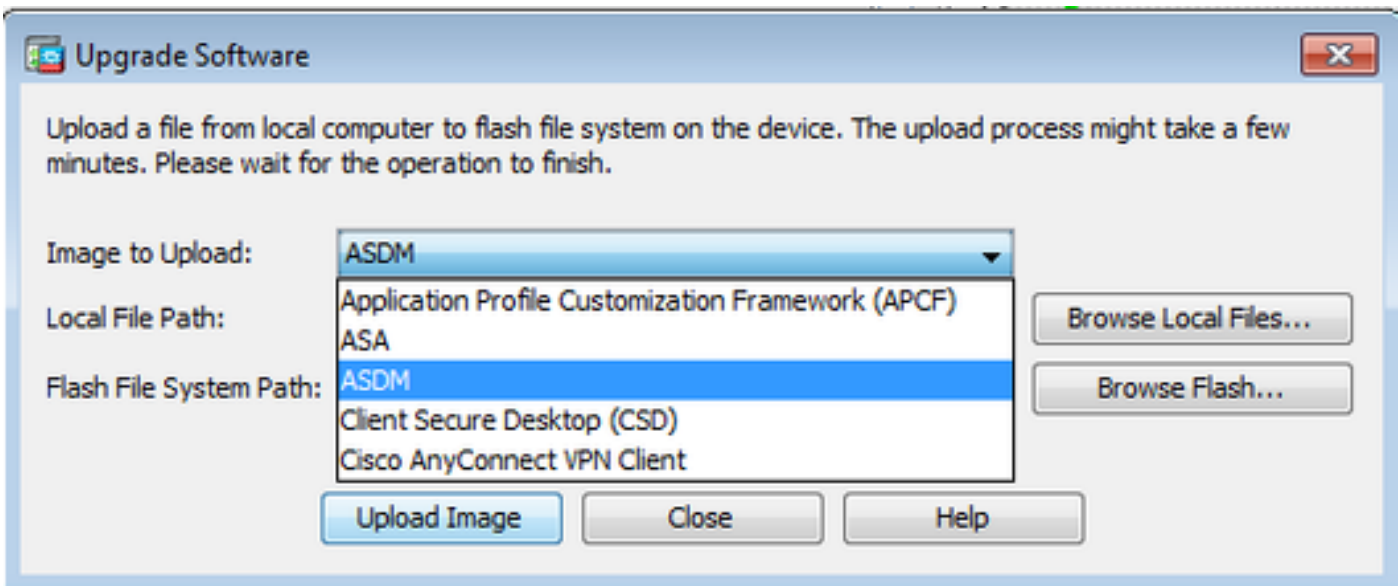 Upgrade Software
Upload a file from local computer to flash file system on the device. The upload process might take a few
minutes. Please wait for the operation to finish.
Image to Upload:
ASDM
Application Profile Customization Framework (APCF)
Local File Path:
Browse Local Files...
ASA
ASDM
Flash File System Path:
Browse Flash...
Client Secure Desktop (CSD)
Cisco AnyConnect VPN Client
Upload Image
Close
Help